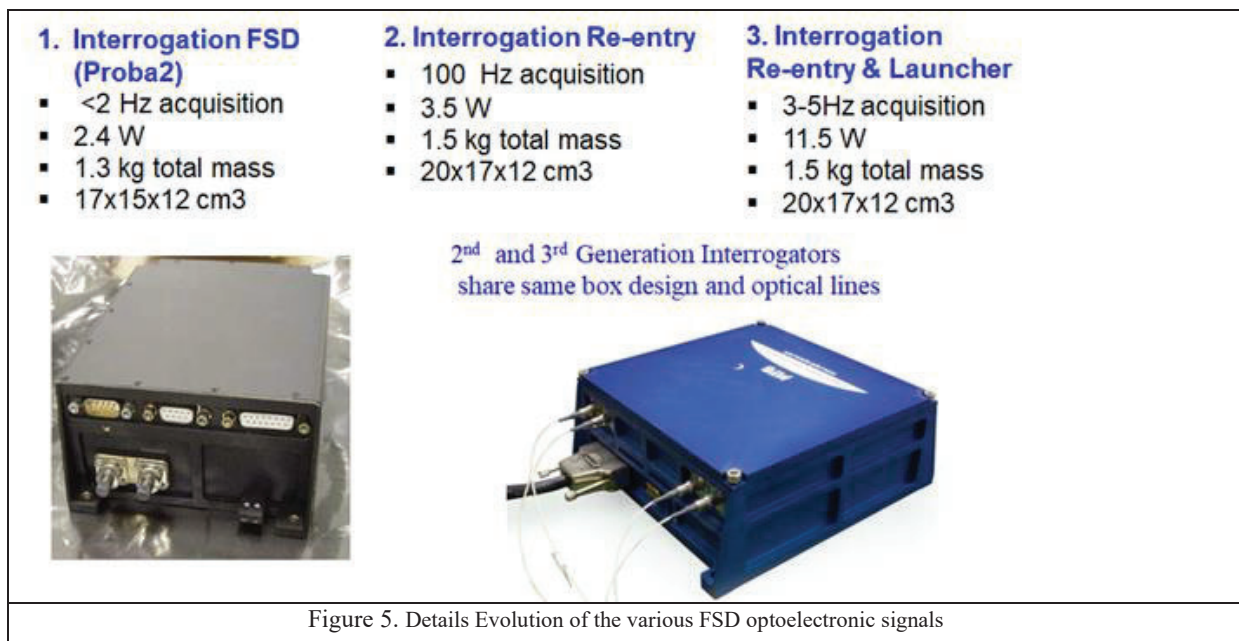 1. Interrogation FSD
(Proba2)
▪ <2 Hz acquisition
▪ 2.4 W
▪ 1.3 kg total mass
▪ 17x15x12 cm3
2. Interrogation Re-entry
▪ 100 Hz acquisition
▪ 3.5 W
▪ 1.5 kg total mass
▪ 20x17x12 cm3
3. Interrogation
Re-entry & Launcher
▪ 3-5Hz acquisition
▪ 11.5 W
▪ 1.5 kg total mass
▪ 20x17x12 cm3
2nd and 3rd Generation Interrogators
share same box design and optical lines
Figure 5. Details Evolution of the various FSD optoelectronic signals